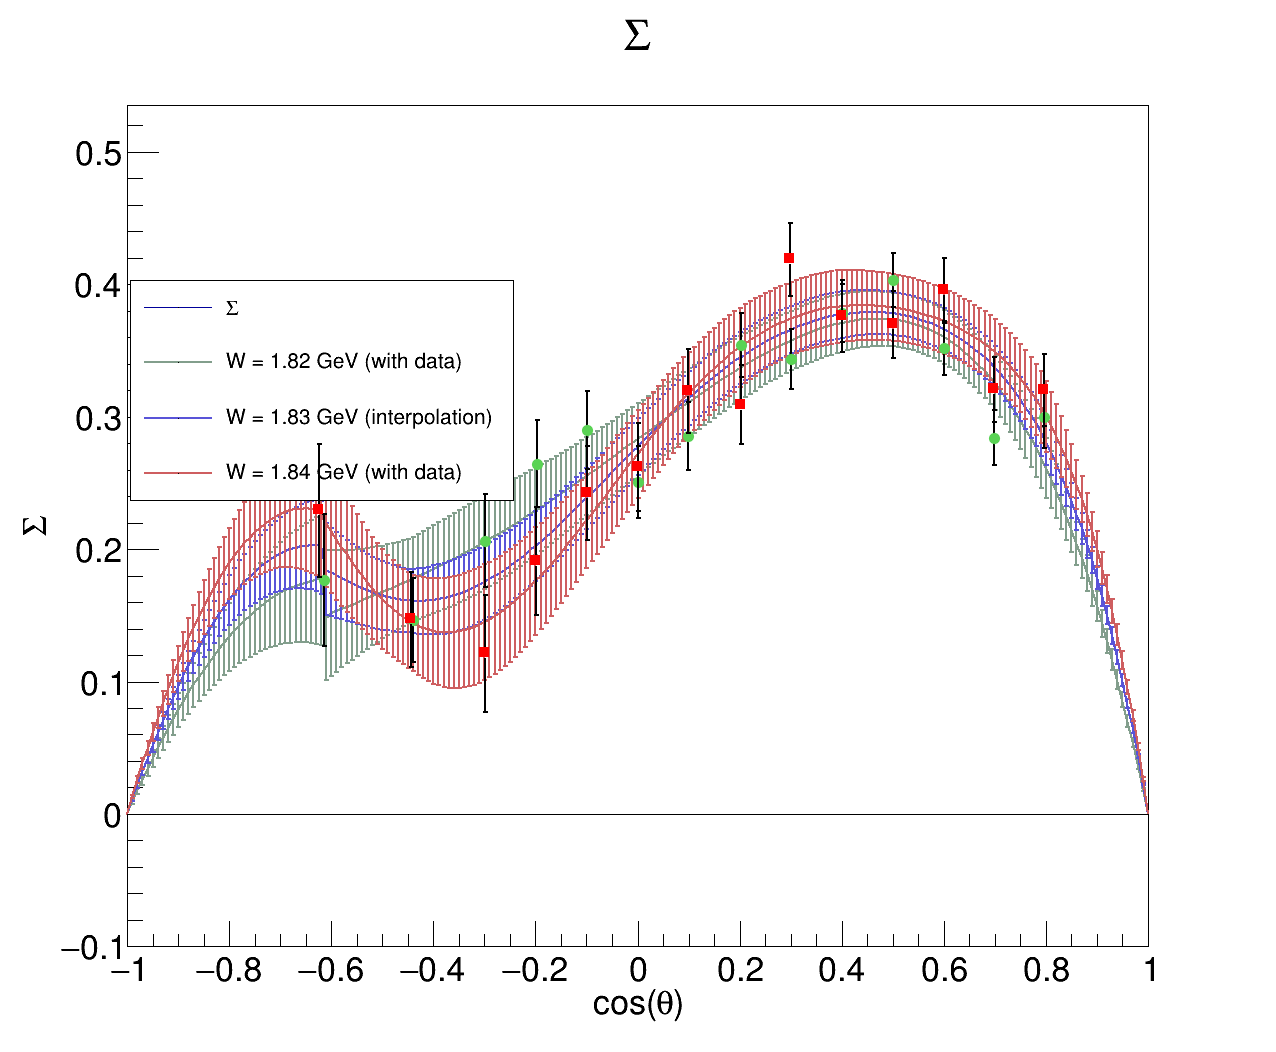 Σ
0.5
0.4
0.3
0.2
0.1
0
−0.1
Σ
Σ
W = 1.82 GeV (with data)
W = 1.83 GeV (interpolation)
W = 1.84 GeV (with data)
−1 −0.8 −0.6 −0.4 −0.2 0 0.2 0.4 0.6 0.8 1
cos(θ)